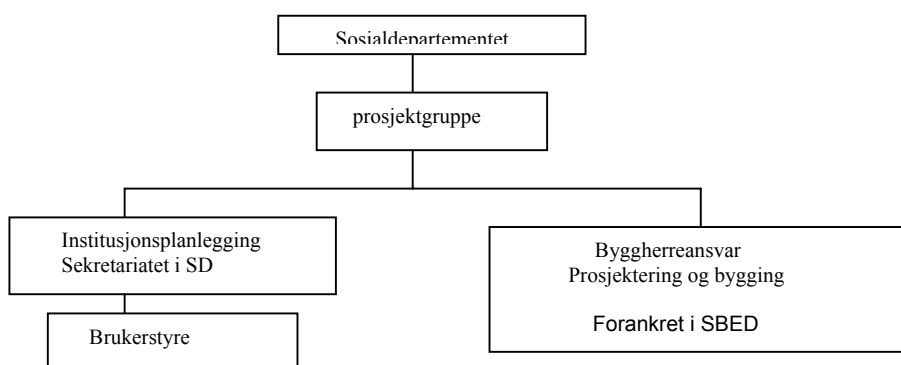 Sosialdepartementet
prosjektgruppe
Institusjonsplanlegging
Sekretariatet i SD
Brukerstyre
Byggherreansvar
Prosjektering og bygging
Forankret i SBED